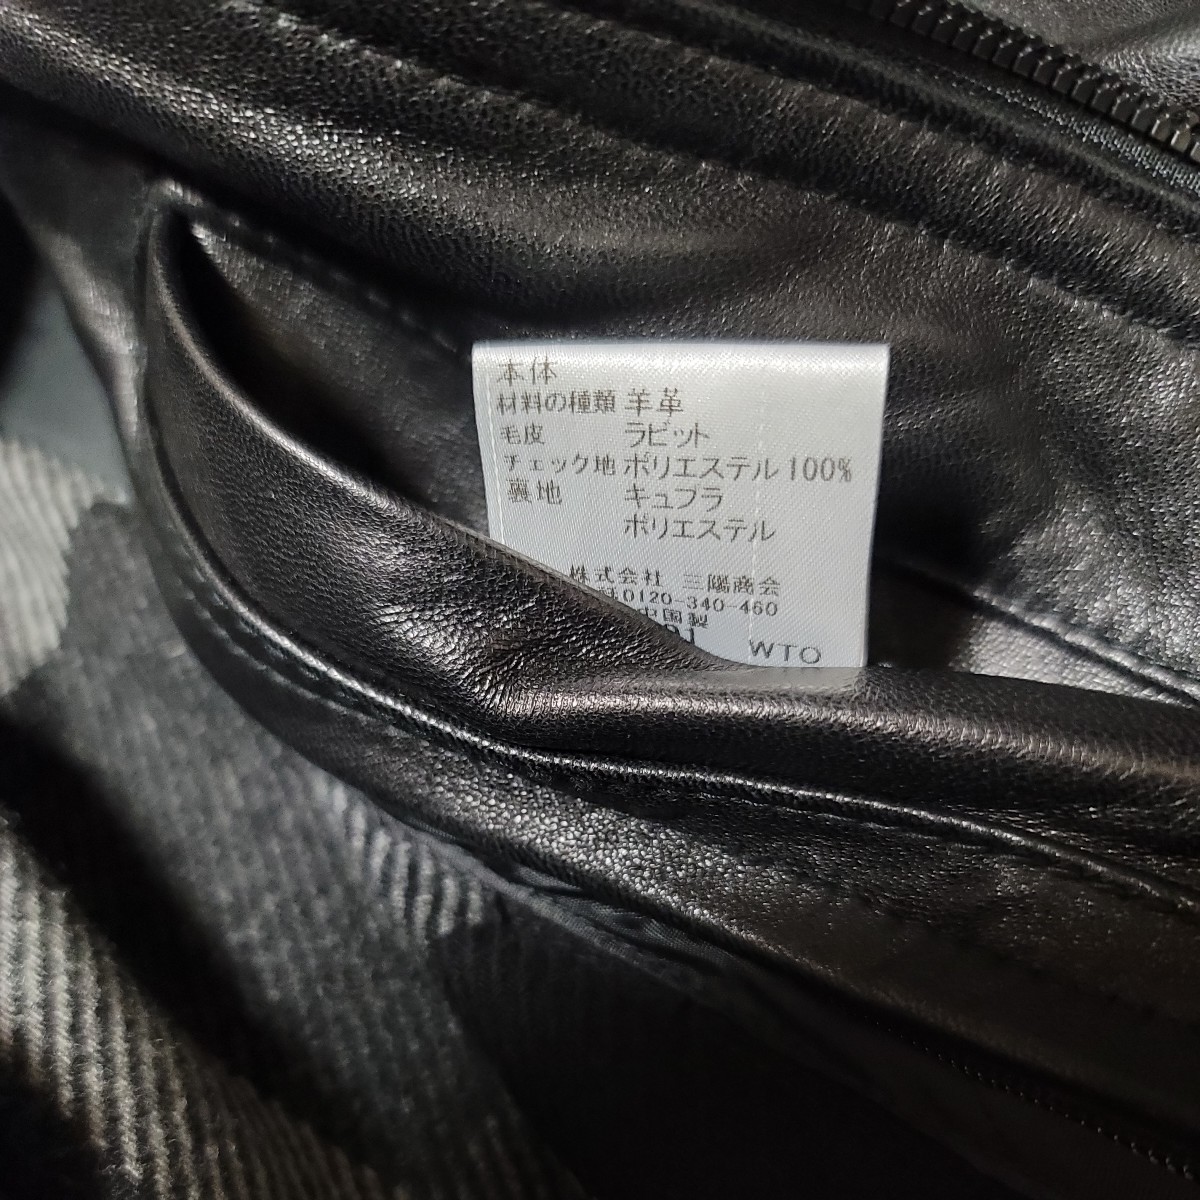 本体
材料の種類 羊革
毛皮 ラビット
チェック地 ポリエステル100%
裏地 キュプラ
ポリエステル
株式会社 三陽商会
0120-340-460
中国製
WTO